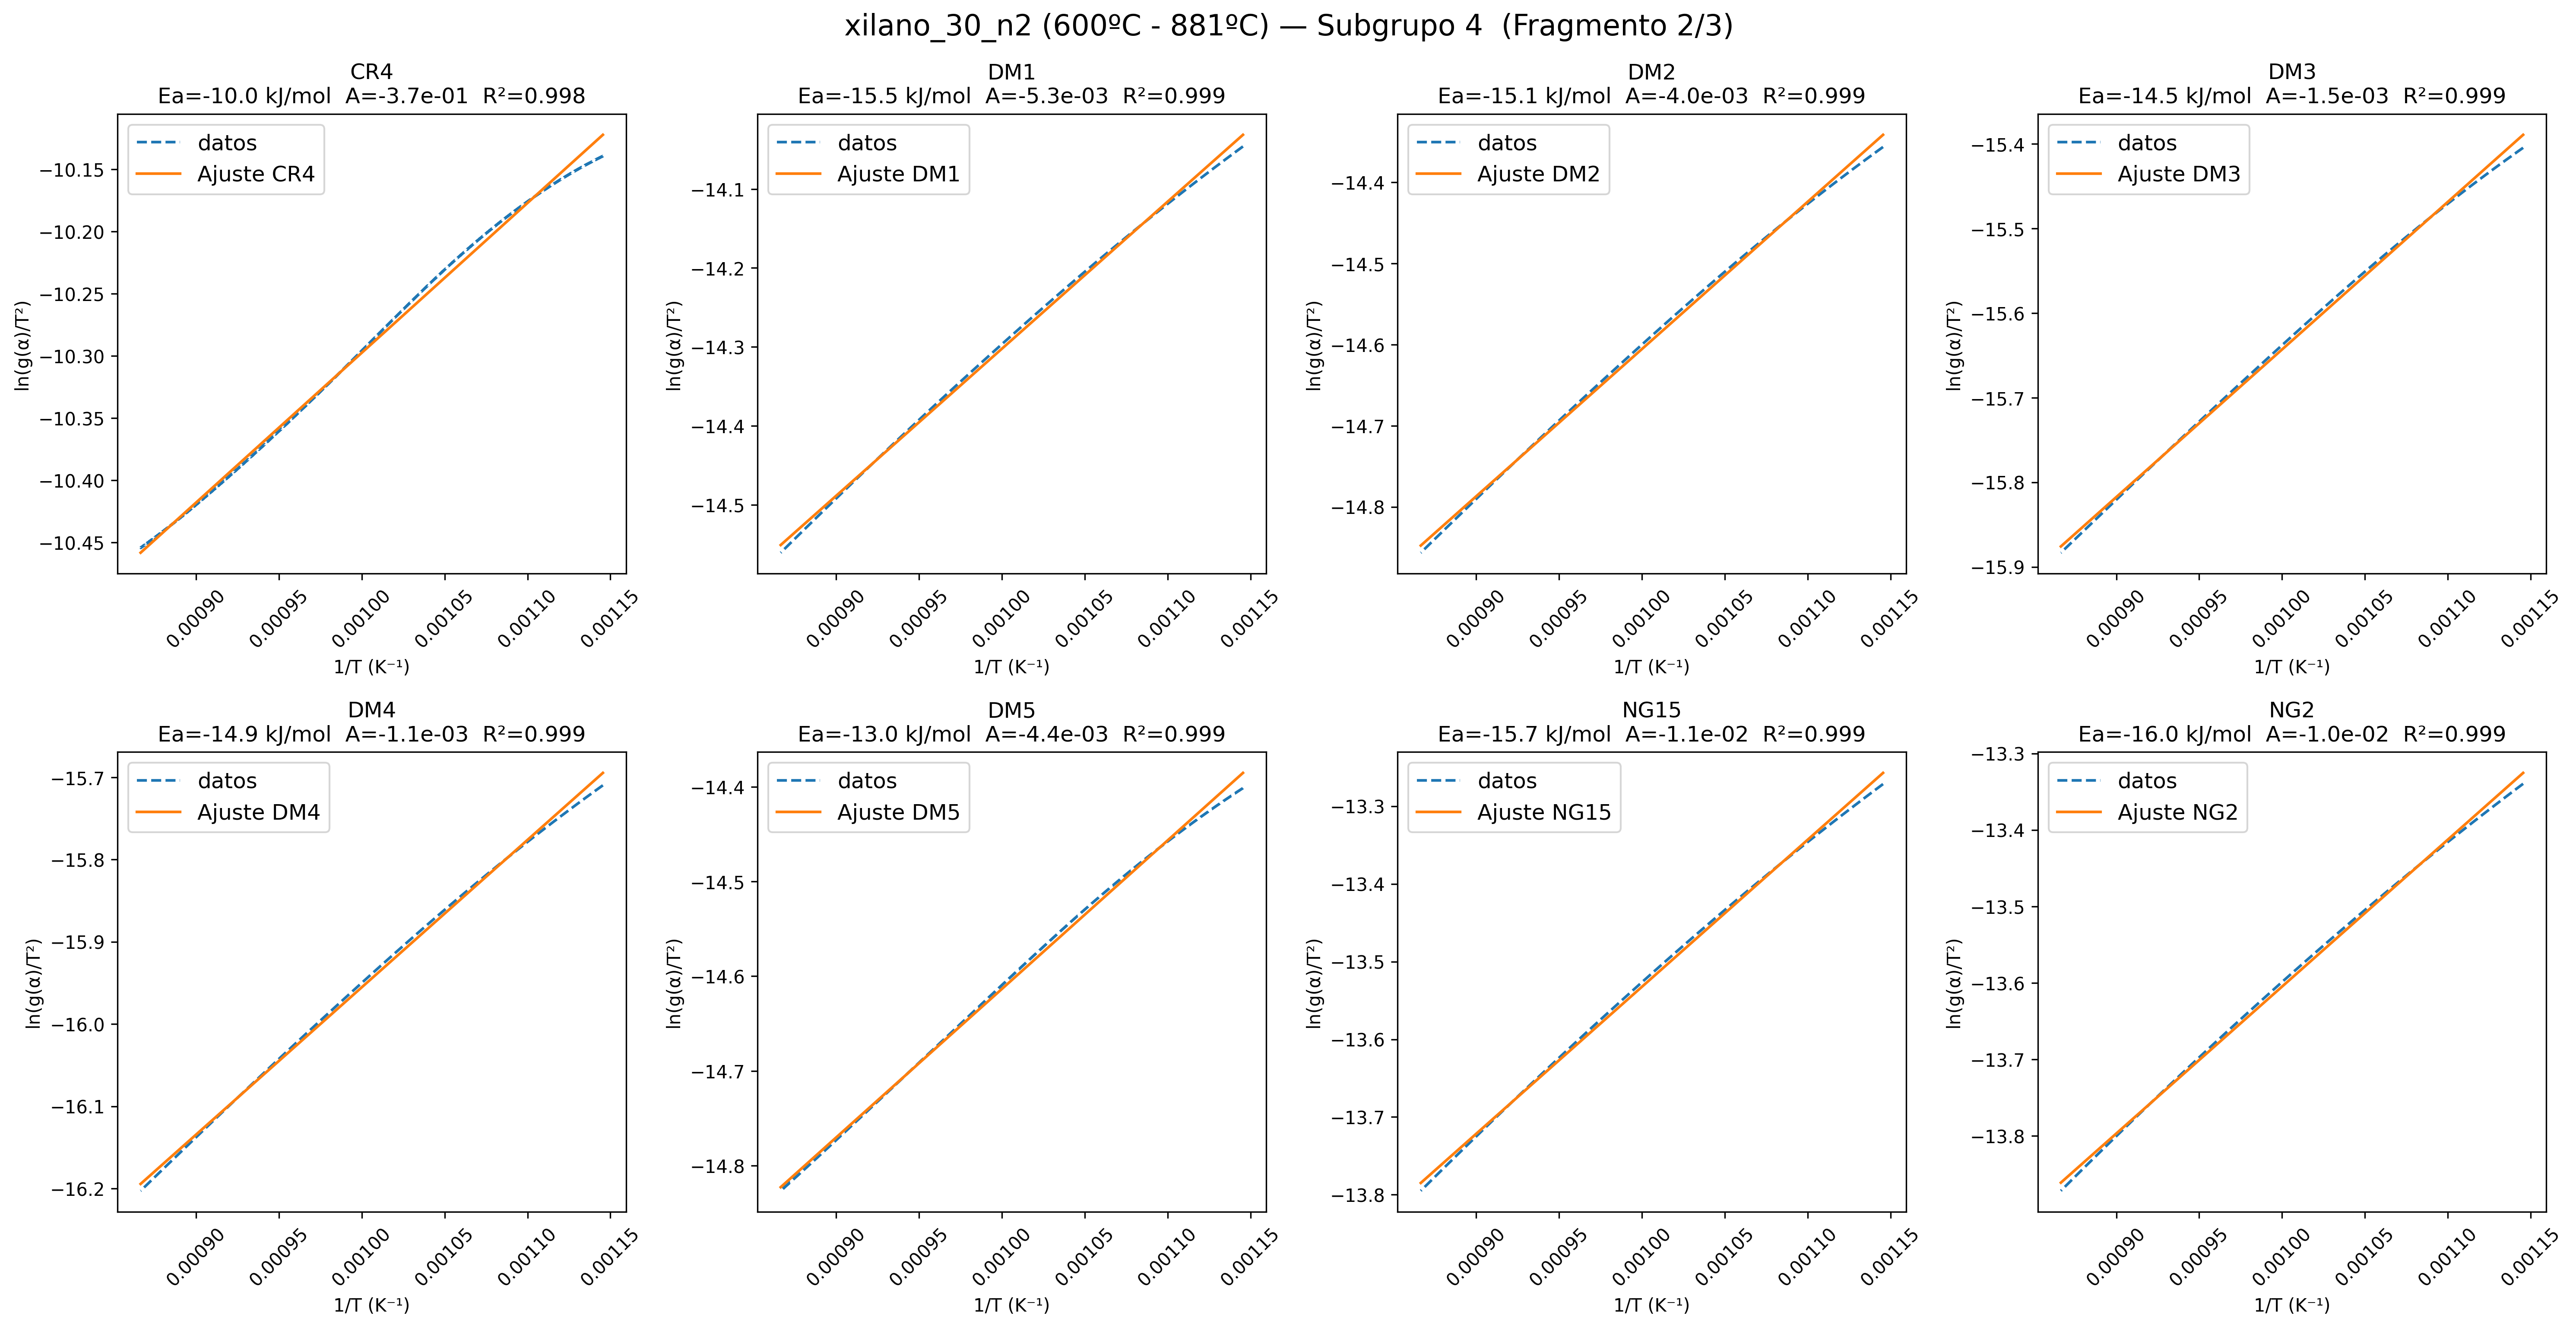 xilano_30_n2 (600ºC - 881ºC) — Subgrupo 4  (Fragmento 2/3)
CR4
Ea=-10.0 kJ/mol  A=-3.7e-01  R²=0.998
datos
Ajuste CR4
ln(g(α)/T²)
−10.15
−10.20
−10.25
−10.30
−10.35
−10.40
−10.45
0.00090
0.00095
0.00100
0.00105
0.00110
0.00115
1/T (K⁻¹)
DM1
Ea=-15.5 kJ/mol  A=-5.3e-03  R²=0.999
datos
Ajuste DM1
ln(g(α)/T²)
−14.1
−14.2
−14.3
−14.4
−14.5
0.00090
0.00095
0.00100
0.00105
0.00110
0.00115
1/T (K⁻¹)
DM2
Ea=-15.1 kJ/mol  A=-4.0e-03  R²=0.999
datos
Ajuste DM2
ln(g(α)/T²)
−14.4
−14.5
−14.6
−14.7
−14.8
0.00090
0.00095
0.00100
0.00105
0.00110
0.00115
1/T (K⁻¹)
DM3
Ea=-14.5 kJ/mol  A=-1.5e-03  R²=0.999
datos
Ajuste DM3
ln(g(α)/T²)
−15.4
−15.5
−15.6
−15.7
−15.8
−15.9
0.00090
0.00095
0.00100
0.00105
0.00110
0.00115
1/T (K⁻¹)
DM4
Ea=-14.9 kJ/mol  A=-1.1e-03  R²=0.999
datos
Ajuste DM4
ln(g(α)/T²)
−15.7
−15.8
−15.9
−16.0
−16.1
−16.2
0.00090
0.00095
0.00100
0.00105
0.00110
0.00115
1/T (K⁻¹)
DM5
Ea=-13.0 kJ/mol  A=-4.4e-03  R²=0.999
datos
Ajuste DM5
ln(g(α)/T²)
−14.4
−14.5
−14.6
−14.7
−14.8
0.00090
0.00095
0.00100
0.00105
0.00110
0.00115
1/T (K⁻¹)
NG15
Ea=-15.7 kJ/mol  A=-1.1e-02  R²=0.999
datos
Ajuste NG15
ln(g(α)/T²)
−13.3
−13.4
−13.5
−13.6
−13.7
−13.8
0.00090
0.00095
0.00100
0.00105
0.00110
0.00115
1/T (K⁻¹)
NG2
Ea=-16.0 kJ/mol  A=-1.0e-02  R²=0.999
datos
Ajuste NG2
ln(g(α)/T²)
−13.3
−13.4
−13.5
−13.6
−13.7
−13.8
0.00090
0.00095
0.00100
0.00105
0.00110
0.00115
1/T (K⁻¹)